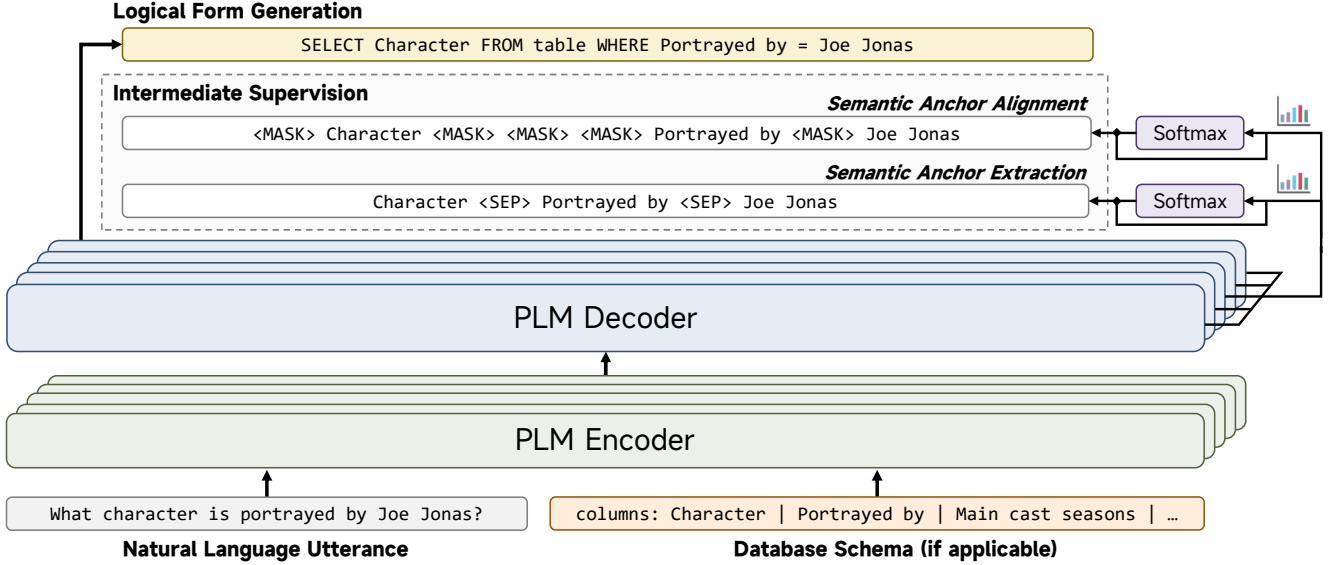 Logical Form Generation
SELECT Character FROM table WHERE Portrayed by = Joe Jonas
Intermediate Supervision
Semantic Anchor Alignment
<MASK> Character <MASK> <MASK> <MASK> Portrayed by <MASK> Joe Jonas
Softmax
Semantic Anchor Extraction
Character <SEP> Portrayed by <SEP> Joe Jonas
Softmax
PLM Decoder
PLM Encoder
What character is portrayed by Joe Jonas?
columns: Character | Portrayed by | Main cast seasons | …
Natural Language Utterance
Database Schema (if applicable)